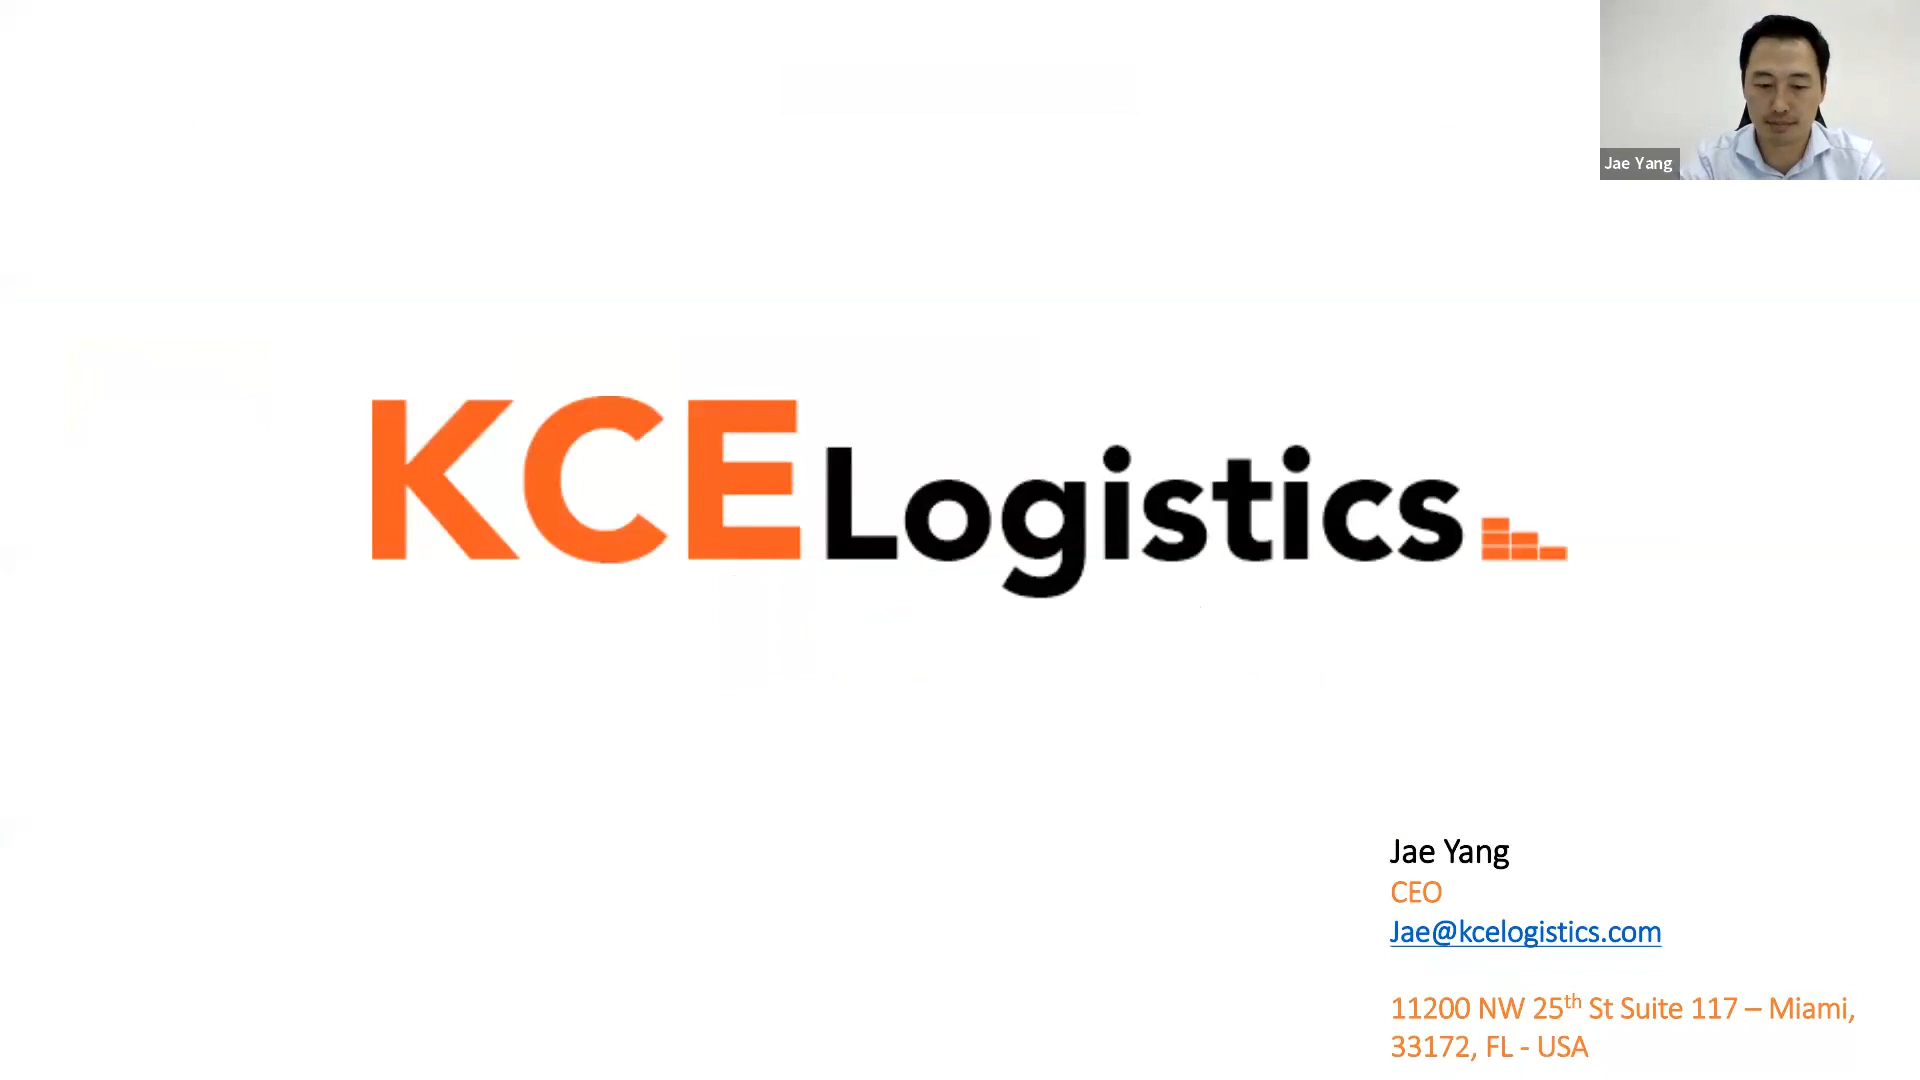 Jae Yang
KCE Logistics
Jae Yang
CEO
Jae@kcelogistics.com
11200 NW 25th St Suite 117 – Miami,
33172, FL - USA